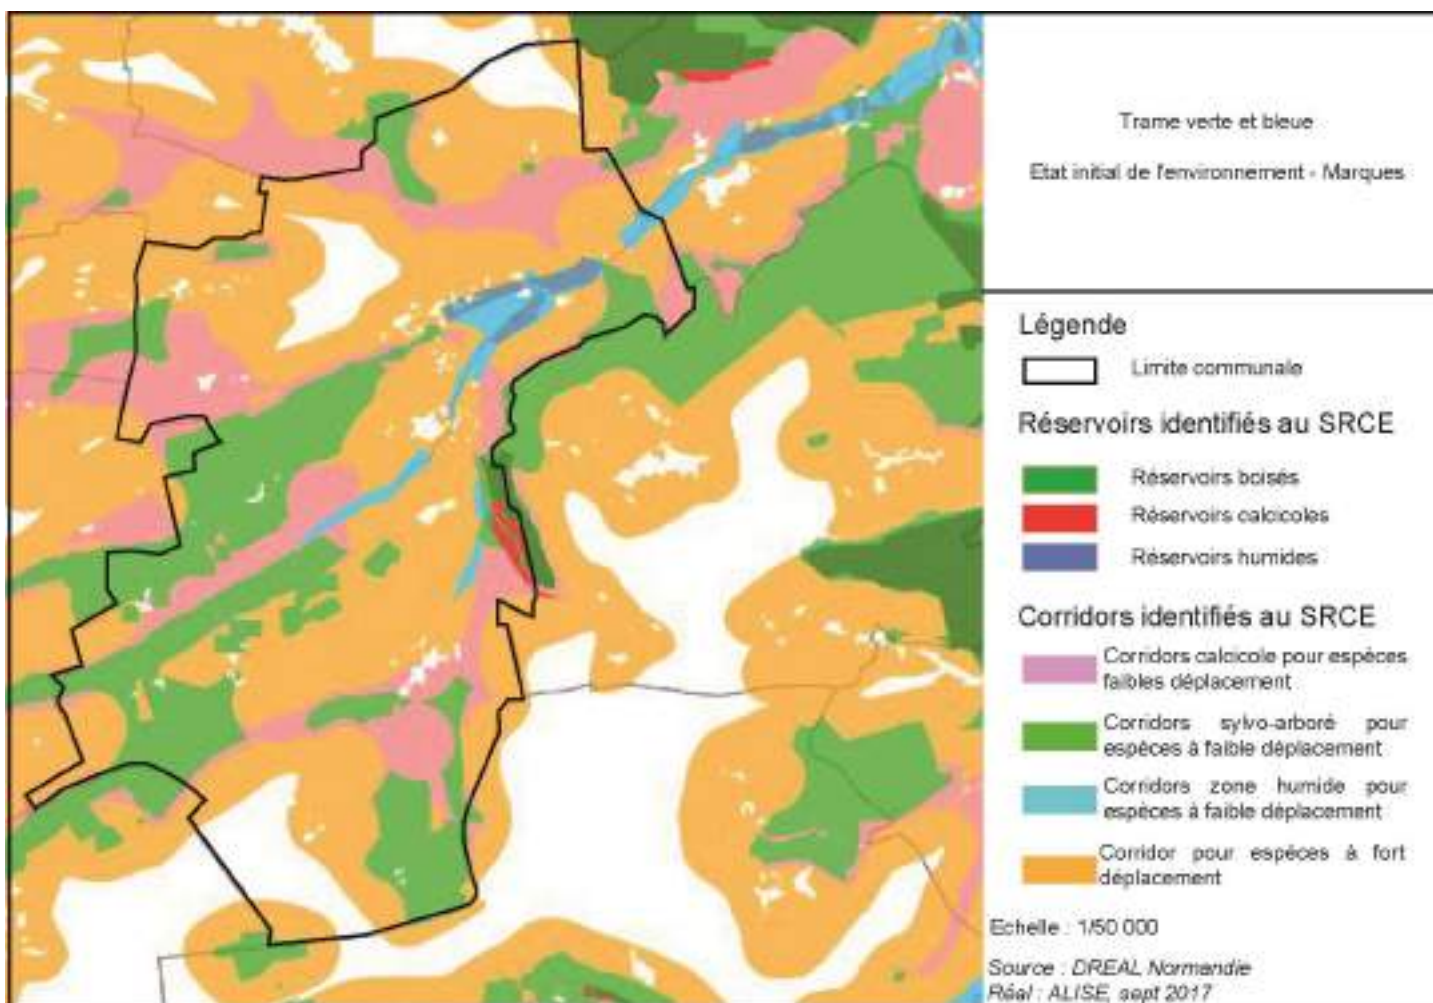 Trame verte et bleue
Etat initial de l'environnement - Marques
Légende
Limite communale
Réservoirs identifiés au SRCE
Réservoirs boisés
Réservoirs calcicoles
Réservoirs humides
Corridors identifiés au SRCE
Corridors calcicole pour espèces
faibles déplacement
Corridors sylvo-arboré pour
espèces à faible déplacement
Corridors zone humide pour
espèces à faible déplacement
Corridor pour espèces à fort
déplacement
Echelle : 1/50 000
Source : DREAL Normandie
Réal : ALISE, sept 2017